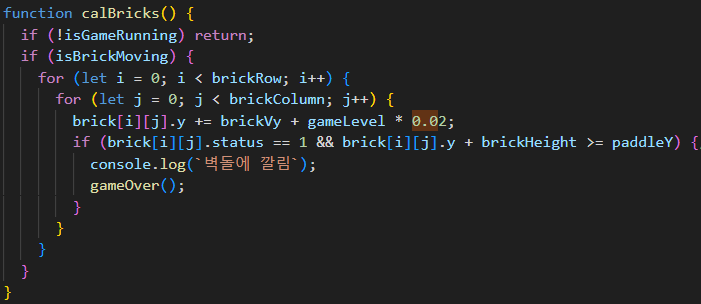 function calBricks() {
  if (!isGameRunning) return;
  if (isBrickMoving) {
    for (let i = 0; i < brickRow; i++) {
      for (let j = 0; j < brickColumn; j++) {
        brick[i][j].y += brickVy + gameLevel * 0.02;
        if (brick[i][j].status == 1 && brick[i][j].y + brickHeight >= paddleY) {
          console.log(`벽돌에 깔림`);
          gameOver();
        }
      }
    }
  }
}